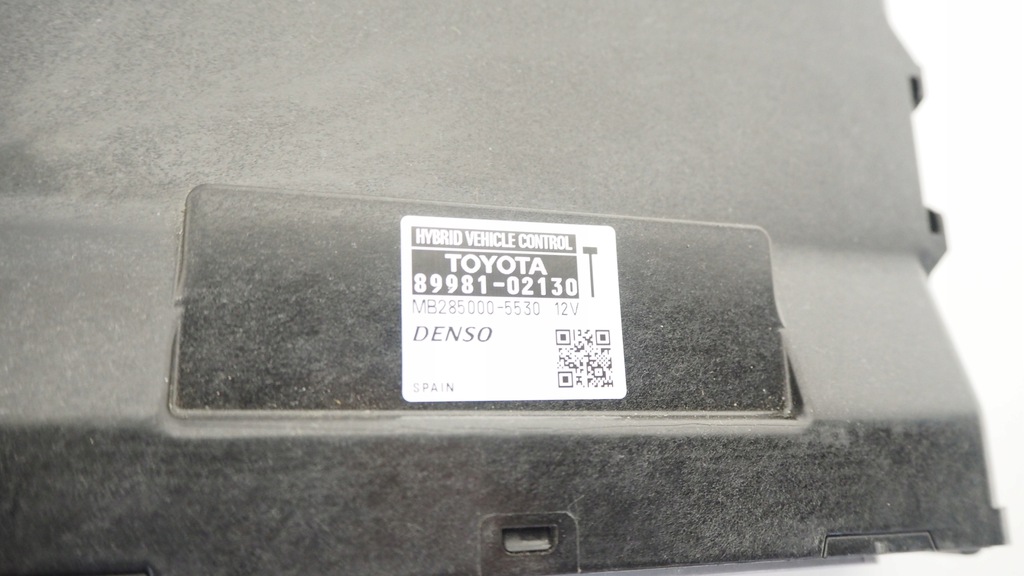 HYBRID VEHICLE CONTROL
TOYOTA
89981-02130
MB285000-5530 12V
DENSO
SPAIN